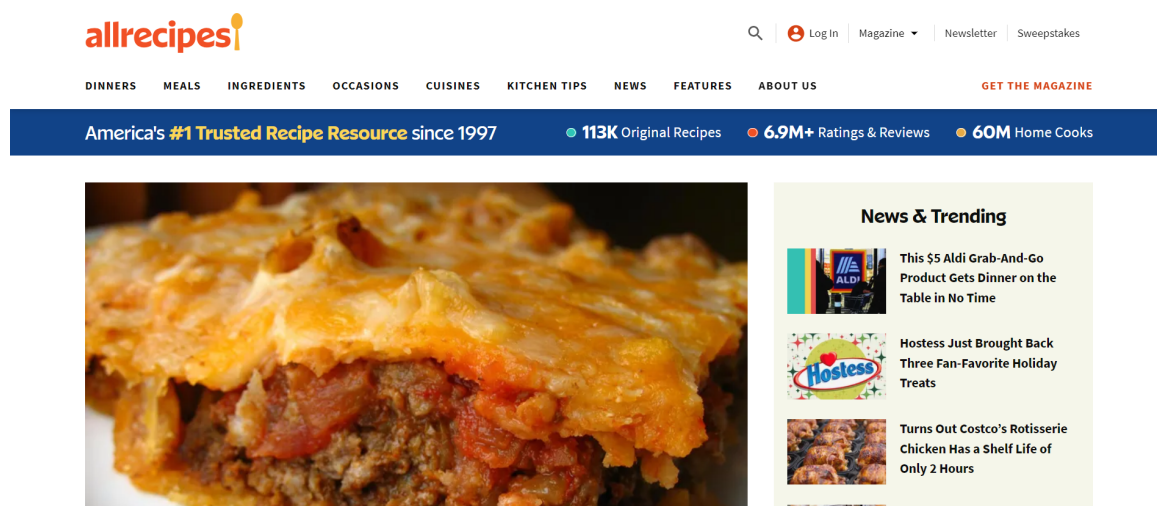 allrecipes
Log In
Magazine
Newsletter
Sweepstakes
DINNERS
MEALS
INGREDIENTS
OCCASIONS
CUISINES
KITCHEN TIPS
NEWS
FEATURES
ABOUT US
GET THE MAGAZINE
America's #1 Trusted Recipe Resource since 1997
113K Original Recipes
6.9M+ Ratings & Reviews
60M Home Cooks
News & Trending
ALDI
This $5 Aldi Grab-And-Go
Product Gets Dinner on the
Table in No Time
Hostess
Hostess Just Brought Back
Three Fan-Favorite Holiday
Treats
Turns Out Costco’s Rotisserie
Chicken Has a Shelf Life of
Only 2 Hours